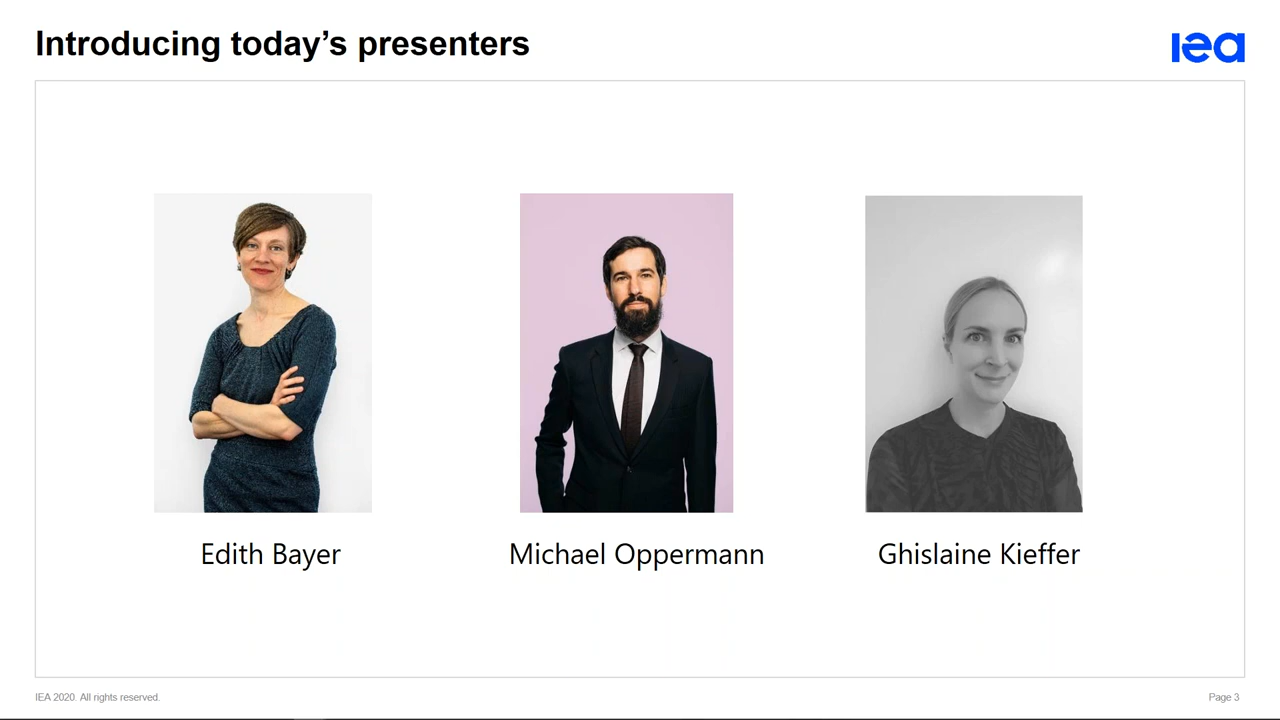 Introducing today’s presenters
iea
Edith Bayer
Michael Oppermann
Ghislaine Kieffer
IEA 2020. All rights reserved.
Page 3